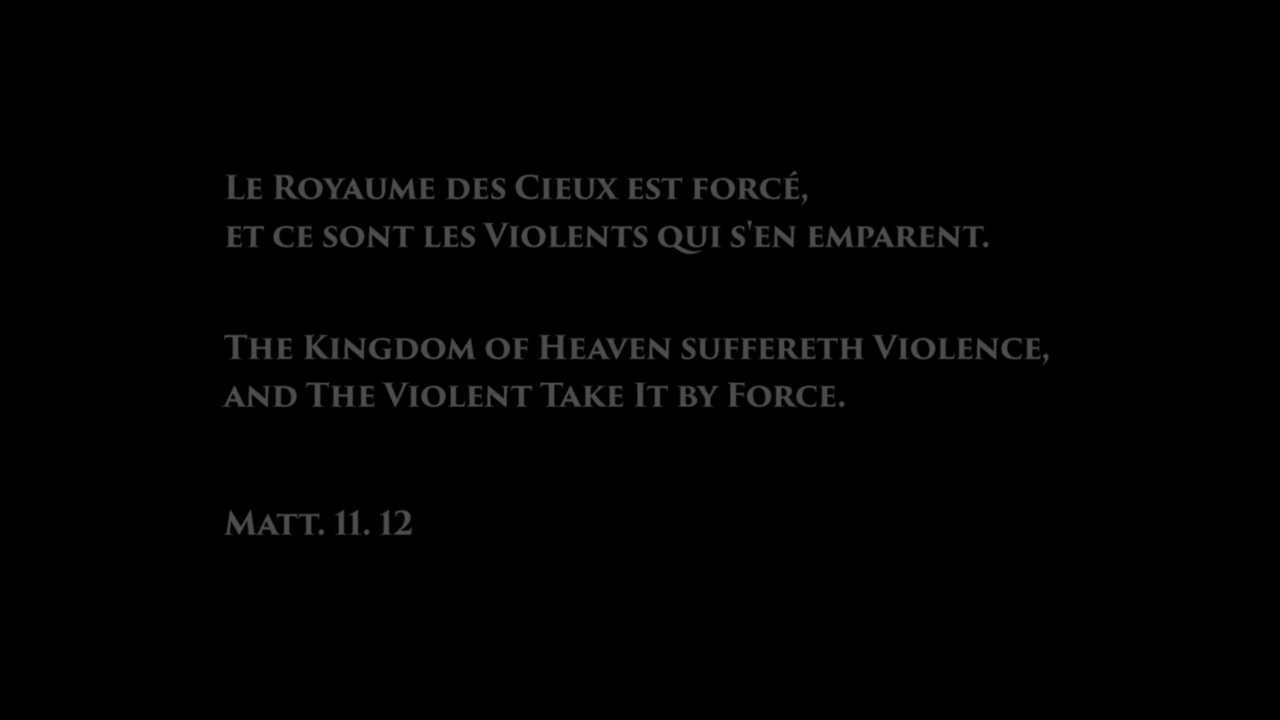 Le Royaume des Cieux est forcé,
et ce sont les Violents qui s'en emparent.
The Kingdom of Heaven suffereth Violence,
and The Violent Take It by Force.
Matt. 11. 12